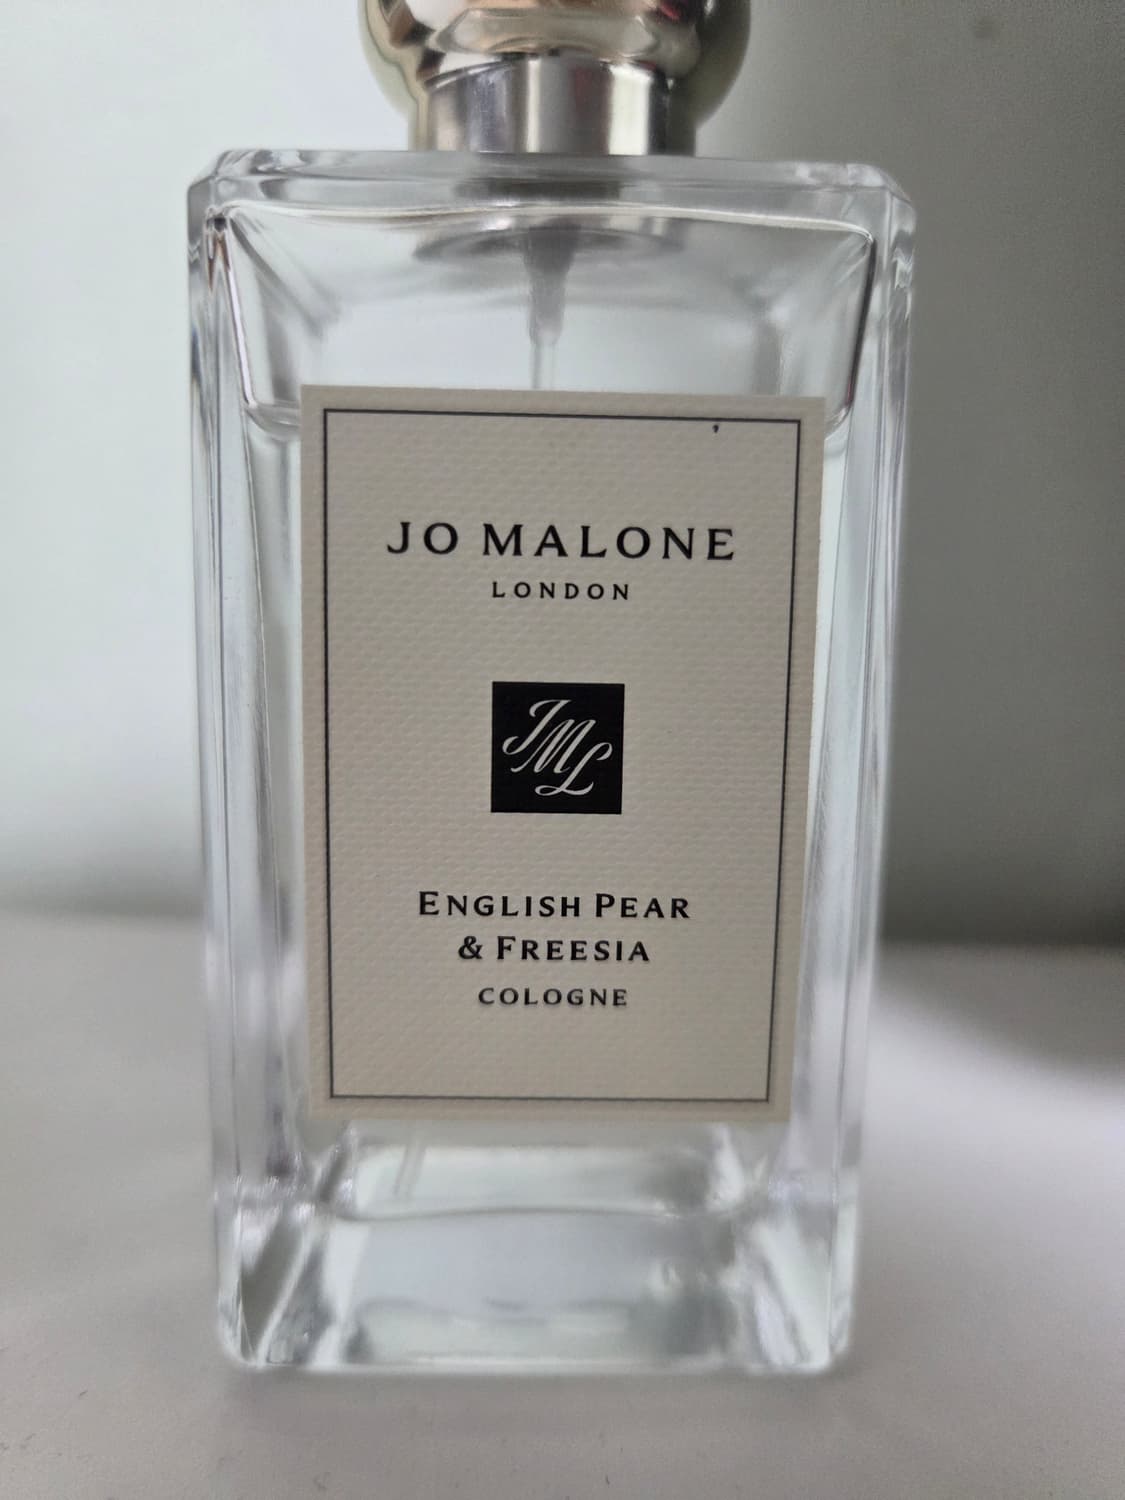 JO MALONE
LONDON
JML
ENGLISH PEAR
& FREESIA
COLOGNE